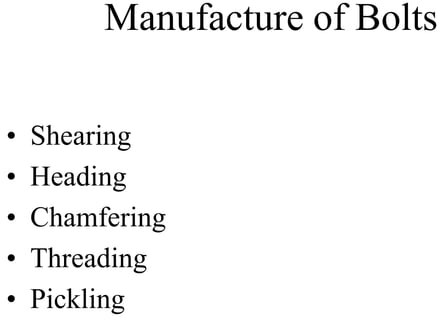 Manufacture of Bolts
• Shearing
• Heading
• Chamfering
• Threading
• Pickling